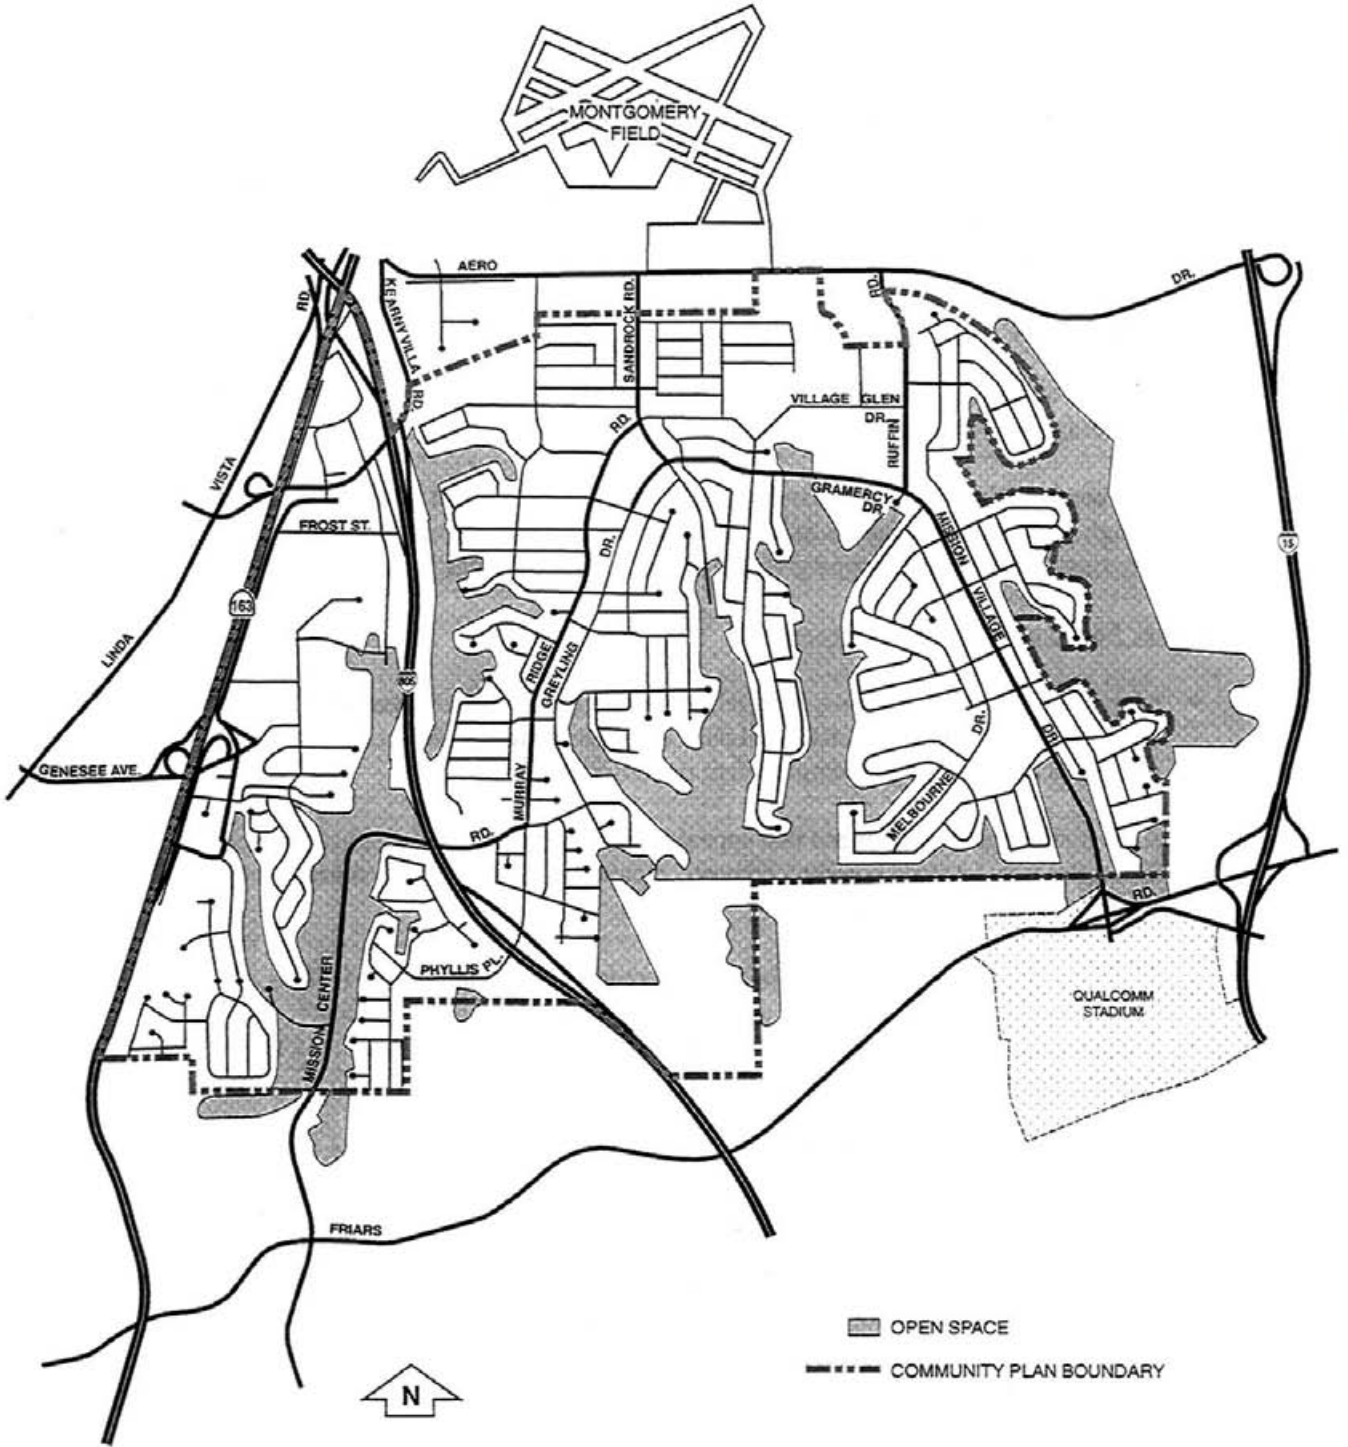 MONTGOMERY
FIELD
AERO
DR.
RD.
KEARNY VILLA RD.
SANDROCK RD.
RD.
VILLAGE GLEN
DR.
RUFFIN
RD.
VISTA
GRAMERCY
DR.
FROST ST.
DR.
MISSION
15
163
VILLAGE
LINDA
RIDGE
GREYLING
805
DR.
DR.
GENESEE AVE.
MURRAY
RD.
MELBOURNE
RD.
PHYLLIS PL.
CENTER
MISSION
QUALCOMM
STADIUM
FRIARS
OPEN SPACE
COMMUNITY PLAN BOUNDARY
N